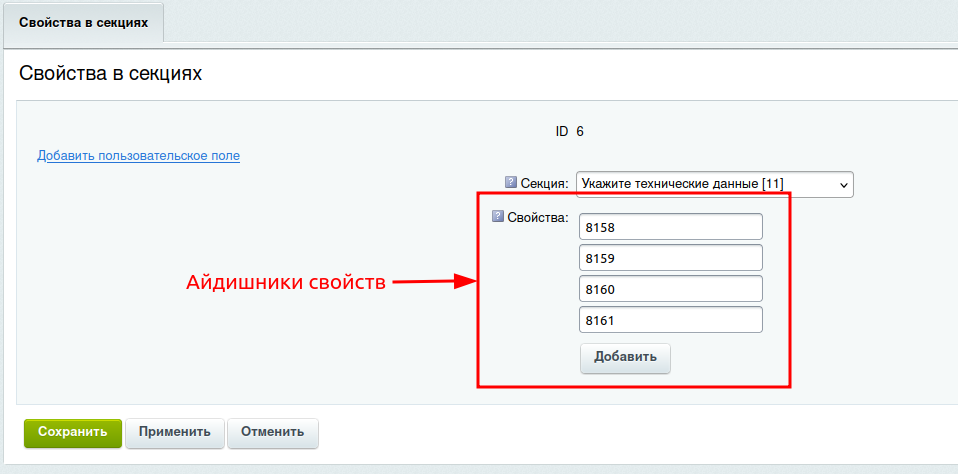 Свойства в секциях
Свойства в секциях
ID 6
Добавить пользовательское поле
? Секция: Укажите технические данные [11]
? Свойства: 8158
8159
Айдишники свойств
8160
8161
Добавить
Сохранить Применить Отменить